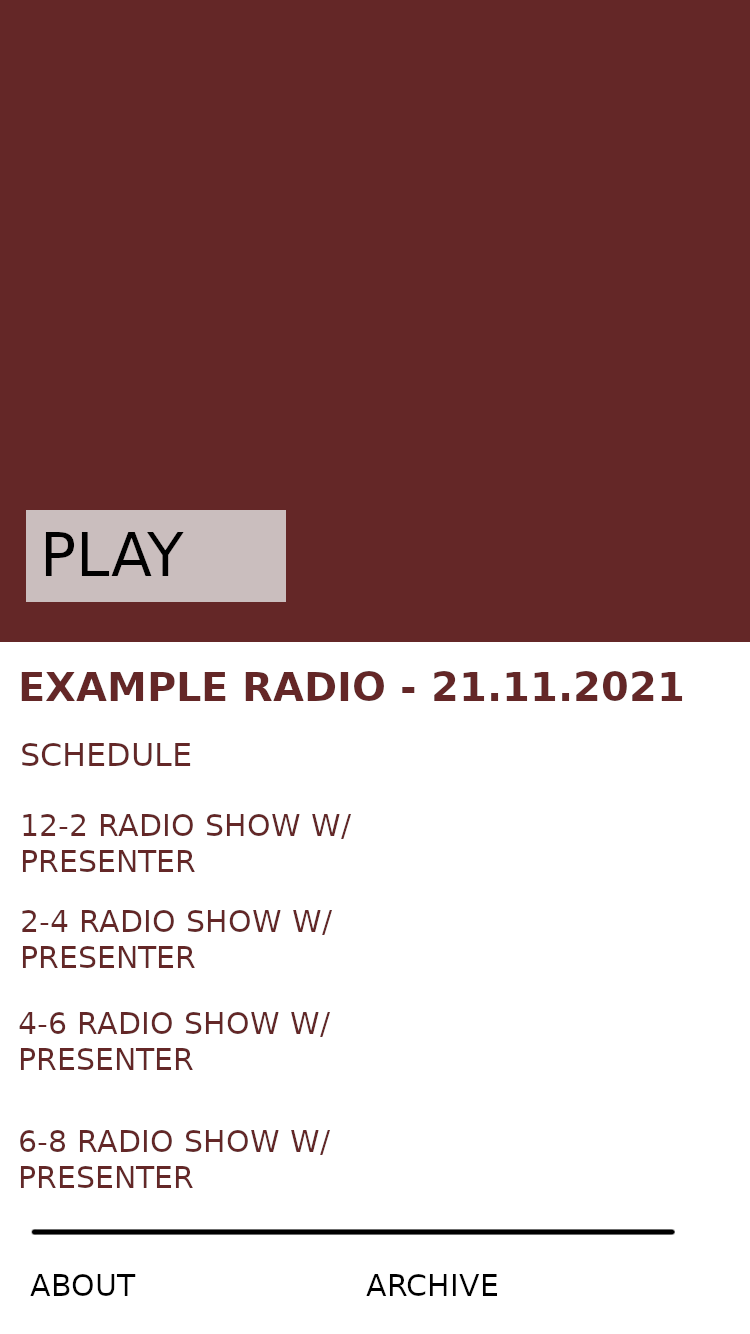 PLAY
EXAMPLE RADIO - 21.11.2021
SCHEDULE
12-2 RADIO SHOW W/
PRESENTER
2-4 RADIO SHOW W/
PRESENTER
4-6 RADIO SHOW W/
PRESENTER
6-8 RADIO SHOW W/
PRESENTER
ABOUT ARCHIVE